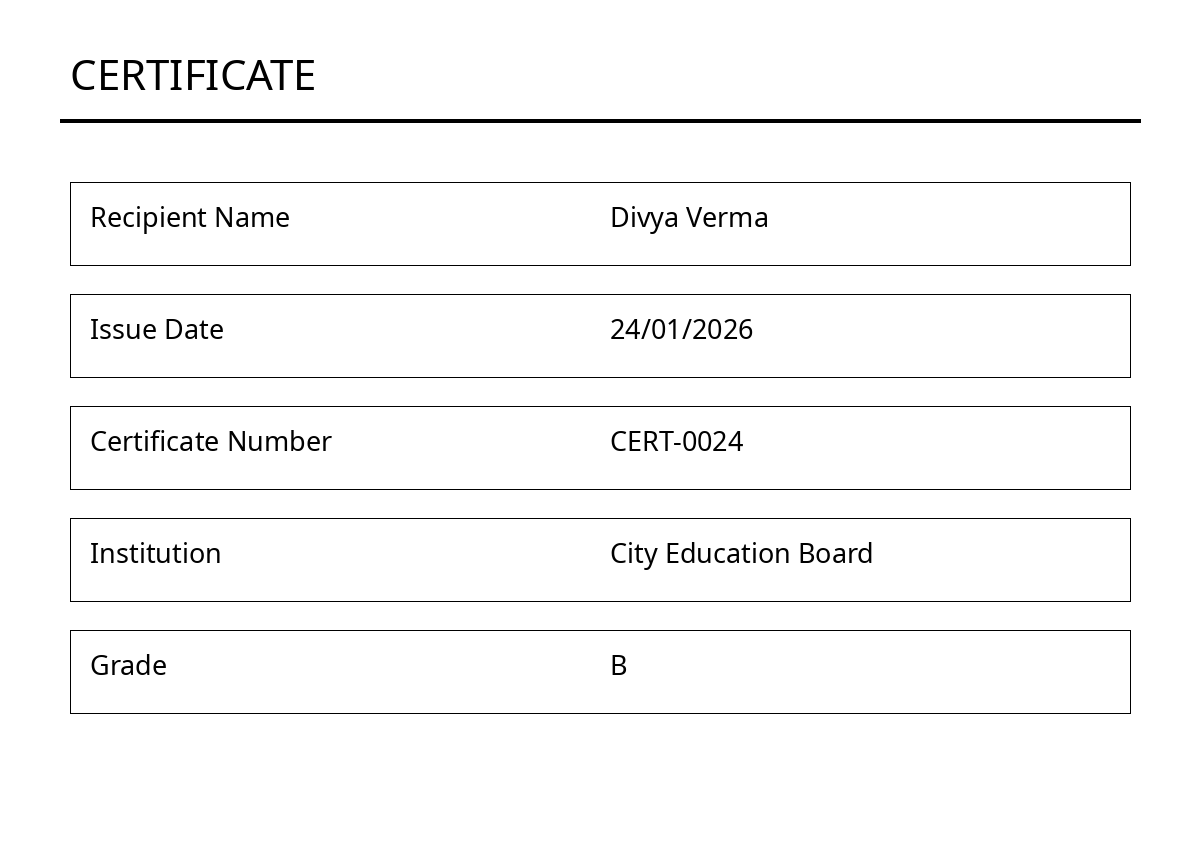 CERTIFICATE
Recipient Name Divya Verma
Issue Date 24/01/2026
Certificate Number CERT-0024
Institution City Education Board
Grade B